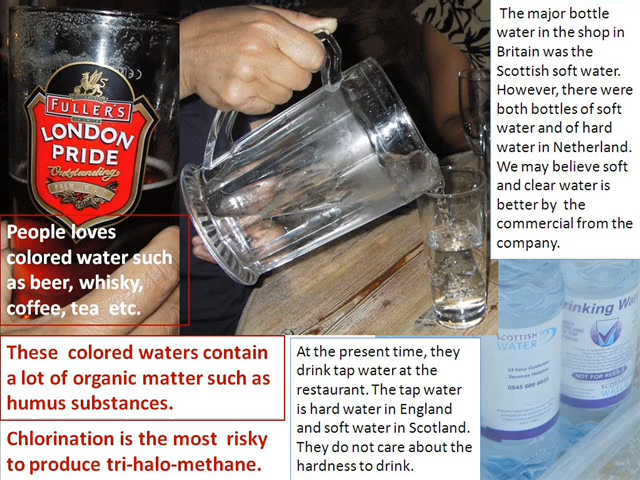 FULLER'S
LONDON
PRIDE
Outstanding
People loves
colored water such
as beer, whisky,
coffee, tea etc.
These colored waters contain
a lot of organic matter such as
humus substances.
Chlorination is the most risky
to produce tri-halo-methane.
The major bottle
water in the shop in
Britain was the
Scottish soft water.
However, there were
both bottles of soft
water and of hard
water in Netherland.
We may believe soft
and clear water is
better by the
commercial from the
company.
At the present time, they
drink tap water at the
restaurant. The tap water
is hard water in England
and soft water in Scotland.
They do not care about the
hardness to drink.
SCOTTISH
WATER
24 hour Customer
Services Helpline
rinking Wa
NOT FOR RESALE